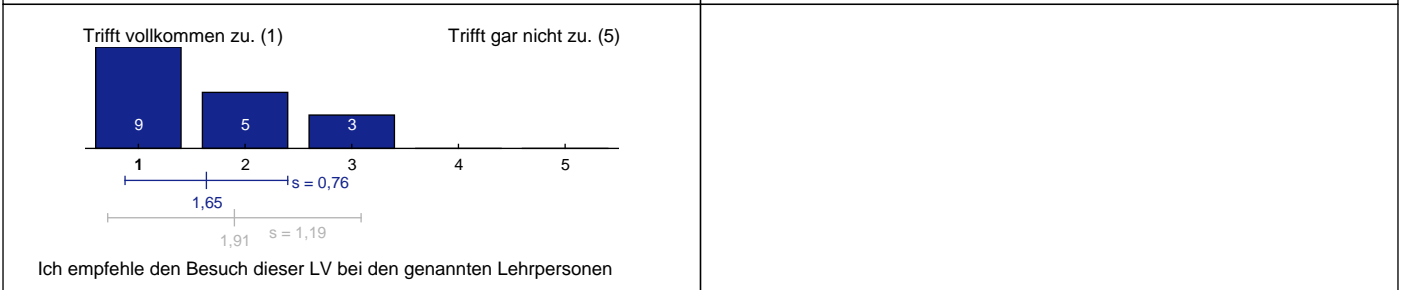 Trifft vollkommen zu. (1) Trifft gar nicht zu. (5)
9 5 3
1 2 3 4 5
s = 0,76
1,65
s = 1,19
1,91
Ich empfehle den Besuch dieser LV bei den genannten Lehrpersonen